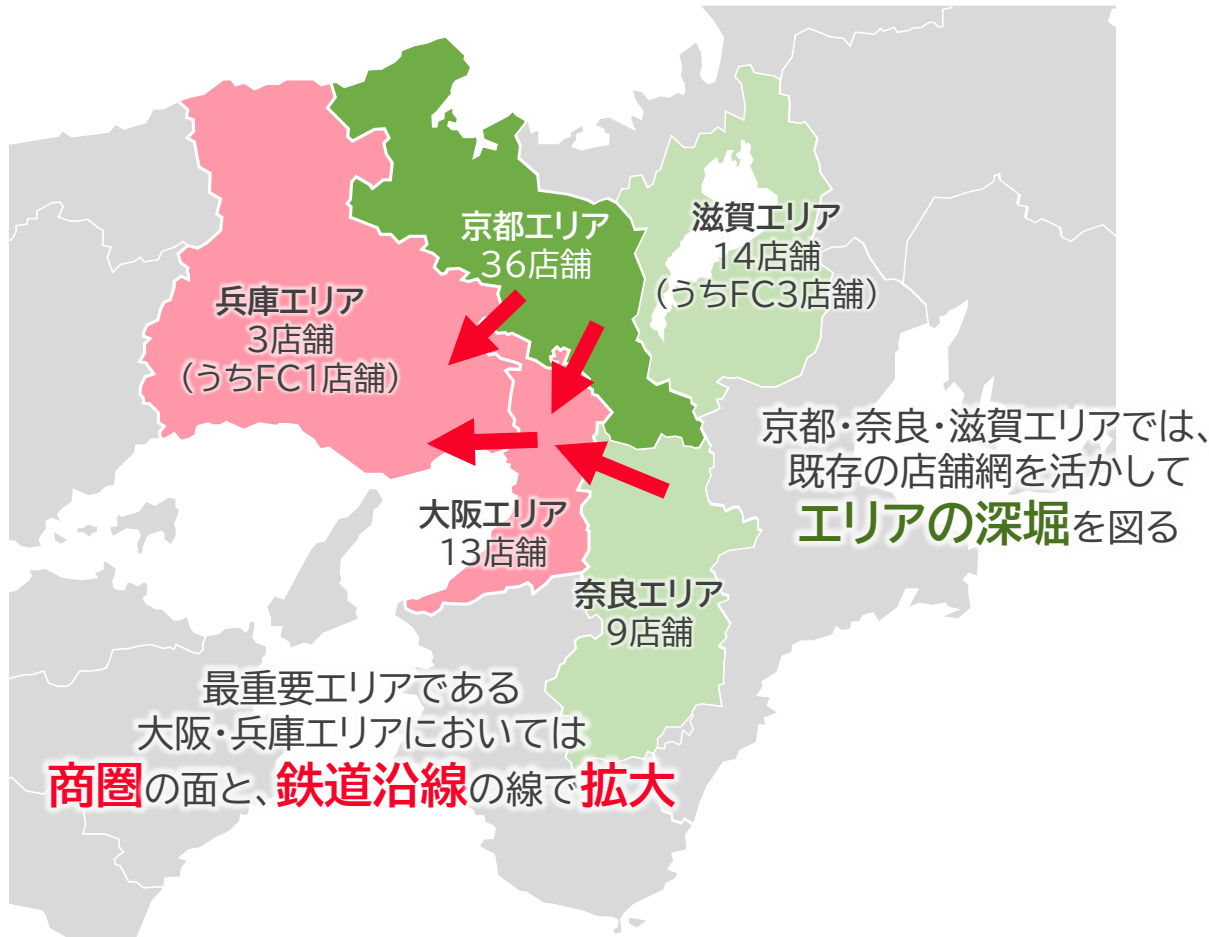 京都エリア
36店舗
滋賀エリア
14店舗
(うちFC3店舗)
兵庫エリア
3店舗
(うちFC1店舗)
京都・奈良・滋賀エリアでは、
既存の店舗網を活かして
エリアの深堀を図る
大阪エリア
13店舗
奈良エリア
9店舗
最重要エリアである
大阪・兵庫エリアにおいては
商圏の面と、鉄道沿線の線で拡大